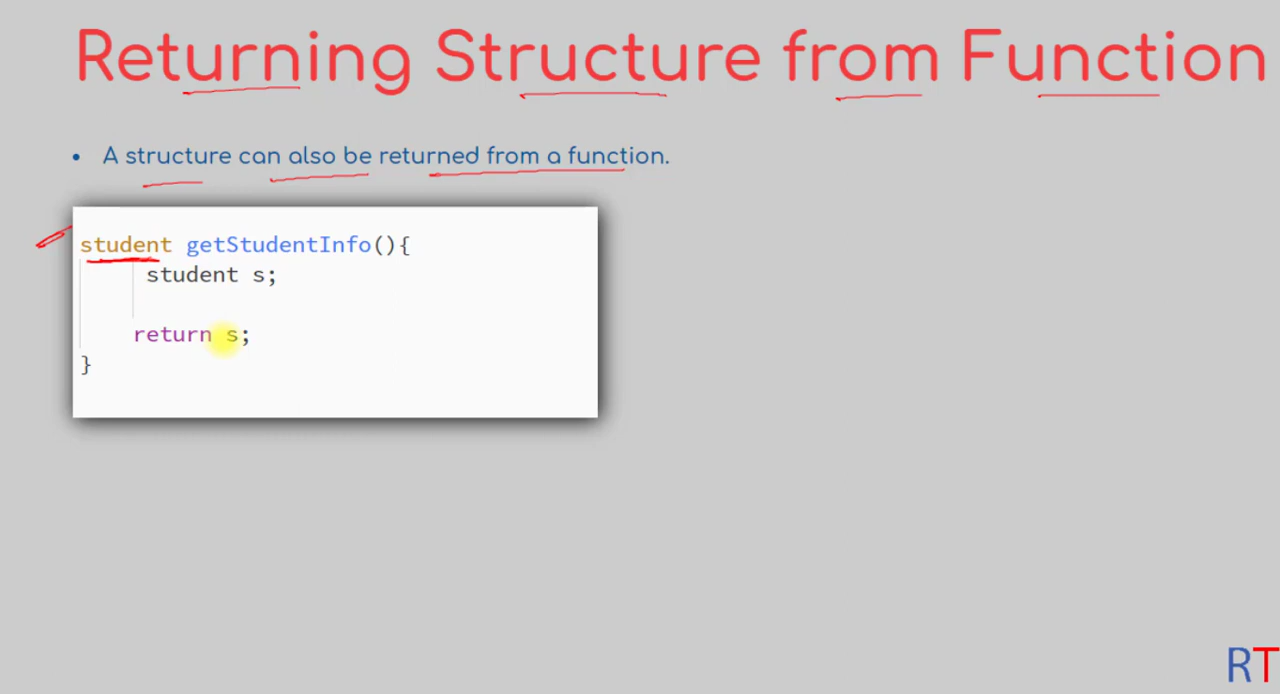 Returning Structure from Function
• A structure can also be returned from a function.
student getStudentInfo(){
student s;
return s;
}
RT